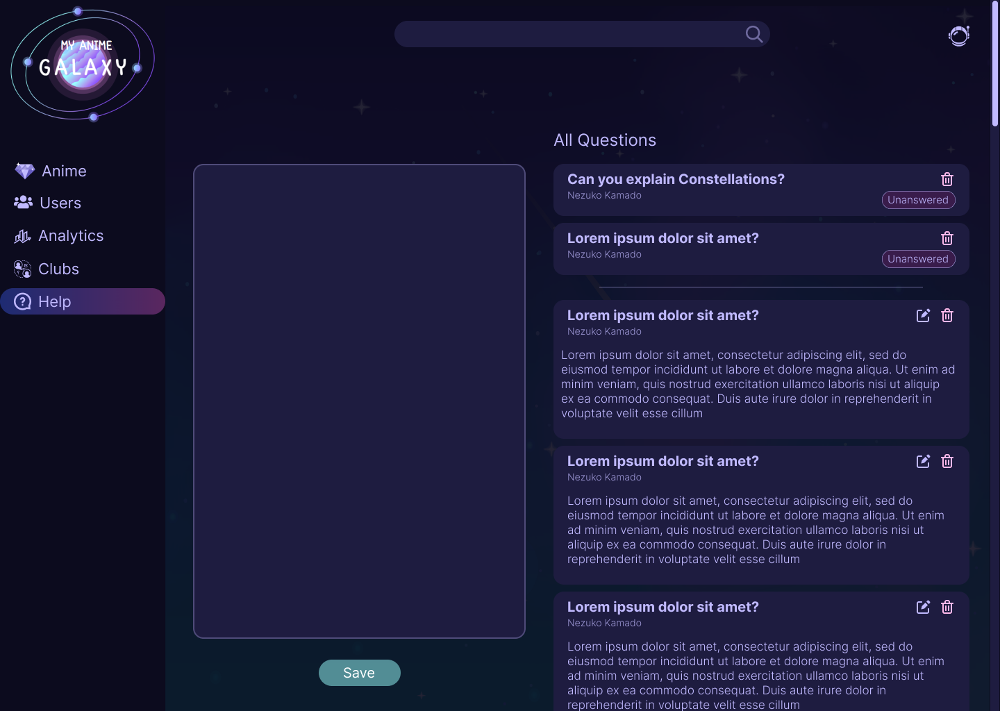 MY ANIME
GALAXY
Anime
Users
Analytics
Clubs
Help
Save
All Questions
Can you explain Constellations?
Nezuko Kamado
Unanswered
Lorem ipsum dolor sit amet?
Nezuko Kamado
Unanswered
Lorem ipsum dolor sit amet?
Nezuko Kamado
Lorem ipsum dolor sit amet, consectetur adipiscing elit, sed do
eiusmod tempor incididunt ut labore et dolore magna aliqua. Ut enim ad
minim veniam, quis nostrud exercitation ullamco laboris nisi ut aliquip
ex ea commodo consequat. Duis aute irure dolor in reprehenderit in
voluptate velit esse cillum
Lorem ipsum dolor sit amet?
Nezuko Kamado
Lorem ipsum dolor sit amet, consectetur adipiscing elit, sed do
eiusmod tempor incididunt ut labore et dolore magna aliqua. Ut enim
ad minim veniam, quis nostrud exercitation ullamco laboris nisi ut
aliquip ex ea commodo consequat. Duis aute irure dolor in
reprehenderit in voluptate velit esse cillum
Lorem ipsum dolor sit amet?
Nezuko Kamado
Lorem ipsum dolor sit amet, consectetur adipiscing elit, sed do
eiusmod tempor incididunt ut labore et dolore magna aliqua. Ut enim
ad minim veniam, quis nostrud exercitation ullamco laboris nisi ut
aliquip ex ea commodo consequat. Duis aute irure dolor in
reprehenderit in voluptate velit esse cillum